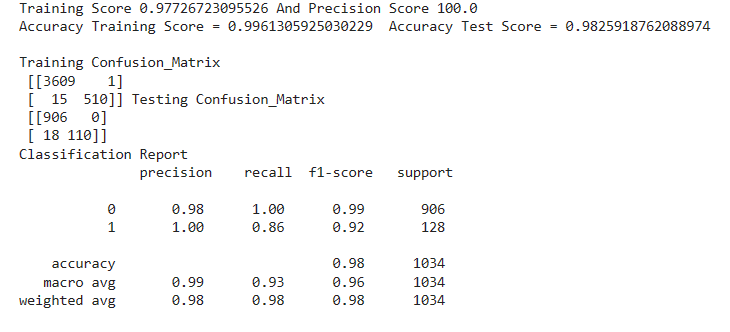 Training Score 0.97726723095526 And Precision Score 100.0
Accuracy Training Score = 0.9961305925030229  Accuracy Test Score = 0.9825918762088974

Training Confusion_Matrix
 [[3609    1]
 [  15  510]] Testing Confusion_Matrix
 [[906   0]
 [ 18 110]]
Classification Report
               precision    recall  f1-score   support

           0       0.98      1.00      0.99       906
           1       1.00      0.86      0.92       128

    accuracy                           0.98      1034
   macro avg       0.99      0.93      0.96      1034
weighted avg       0.98      0.98      0.98      1034